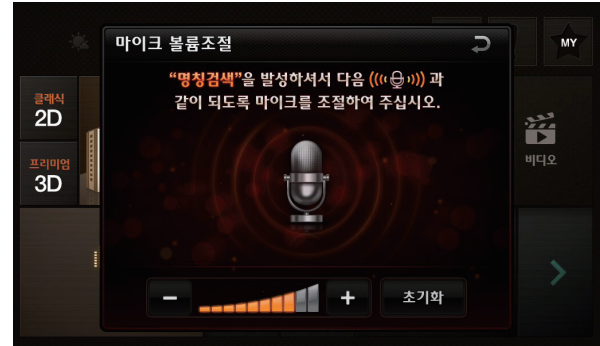 마이크 볼륨조절
MY
“명칭검색”을 발성하셔서 다음 과
같이 되도록 마이크를 조절하여 주십시오.
클래식
2D
프리미엄
3D
비디오
초기화